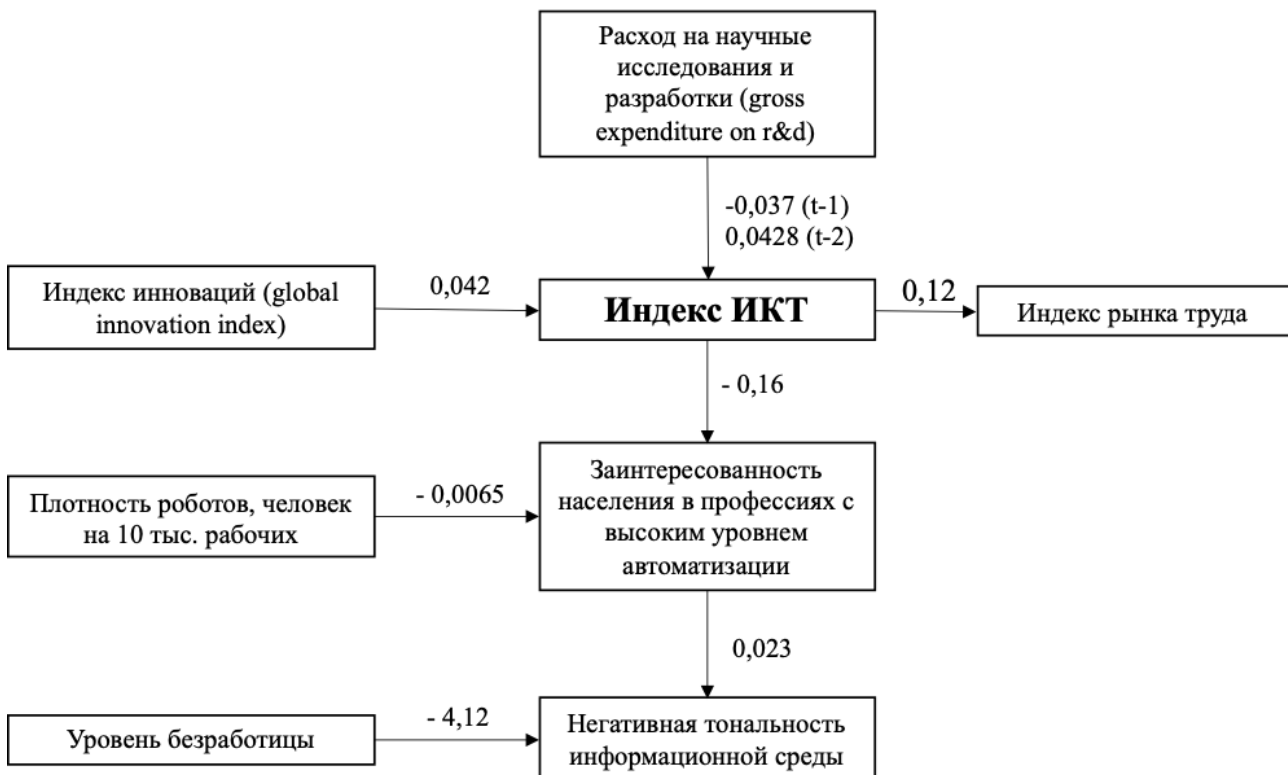 Расход на научные
исследования и
разработки (gross
expenditure on r&d)
-0,037 (t-1)
0,0428 (t-2)
Индекс инноваций (global
innovation index)
0,042
Индекс ИКТ
0,12
Индекс рынка труда
- 0,16
Плотность роботов, человек
на 10 тыс. рабочих
- 0,0065
Заинтересованность
населения в профессиях с
высоким уровнем
автоматизации
0,023
Уровень безработицы
- 4,12
Негативная тональность
информационной среды